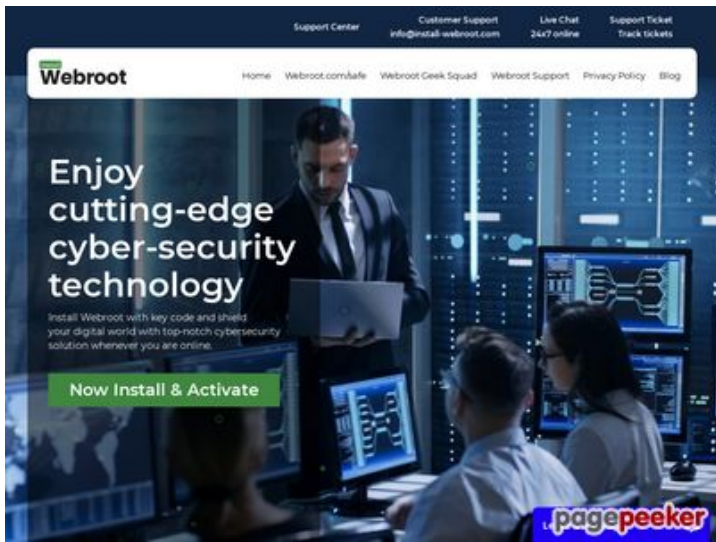 Support Center
Customer Support
info@install-webroot.com
Live Chat
24x7 online
Support Ticket
Track tickets
Webroot
Home
Webroot.com/safe
Webroot Geek Squad
Webroot Support
Privacy Policy
Blog
Enjoy
cutting-edge
cyber-security
technology
Install Webroot with key code and shield
your digital world with top-notch cybersecurity
solution whenever you are online.
Now Install & Activate
pagepeeker